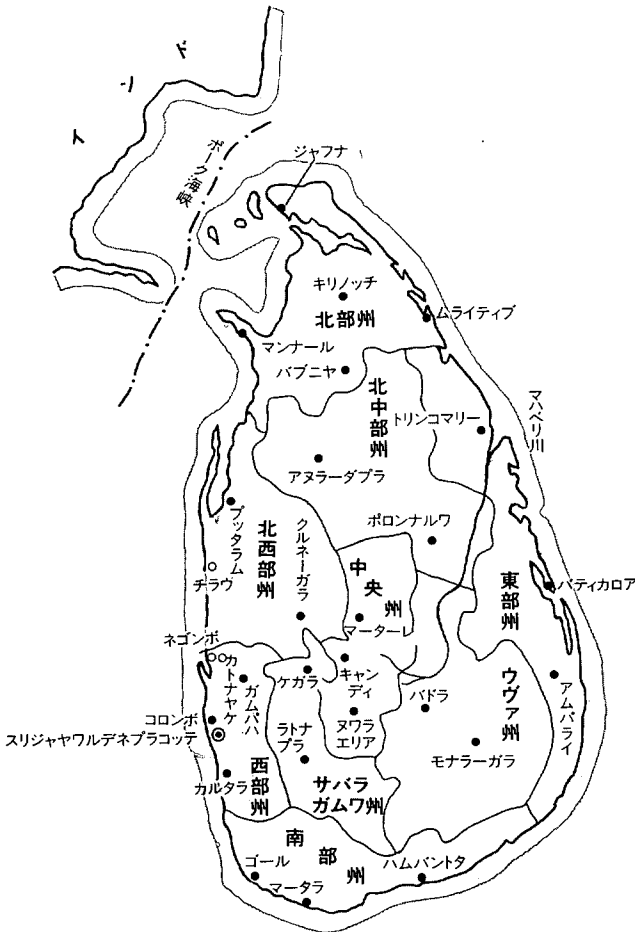 インド
ポーク海峡
ジャフナ
キリノッチ
北部州
ムライティブ
マンナール
バブニヤ
北中部州
トリンコマリー
マハベリ川
アヌラーダプラ
ポロンナルワ
プッタラム
北西部州
クルネーガラ
中央州
東部州
バティカロア
チラウ
マーターレ
ネゴンボ
カトナヤケ
ガムパハ
ケガラ
キャン
ディ
バドラ
ウヴァ州
アムパライ
コロンボ
スリジャヤワルデネプラコッテ
ラトナ
プラ
ヌワラ
エリア
モナラーガラ
カルタラ
西部州
サバラ
ガムワ州
南部州
ゴール
マータラ
ハムバントタ